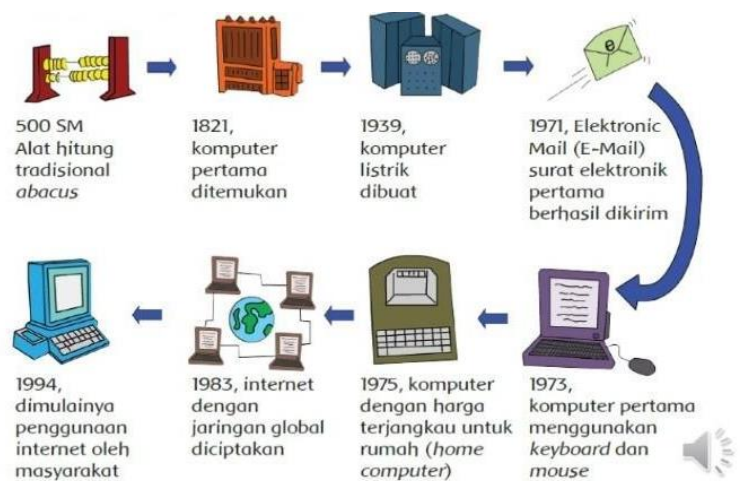 500 SM
Alat hitung
tradisional
abacus
1821,
komputer
pertama
ditemukan
1939,
komputer
listrik
dibuat
e
1971, Elektronic
Mail (E-Mail)
surat elektronik
pertama
berhasil dikirim
1973,
komputer pertama
menggunakan
keyboard dan
mouse
1975, komputer
dengan harga
terjangkau untuk
rumah (home
computer)
1983, internet
dengan
jaringan global
diciptakan
1994,
dimulainya
penggunaan
internet oleh
masyarakat